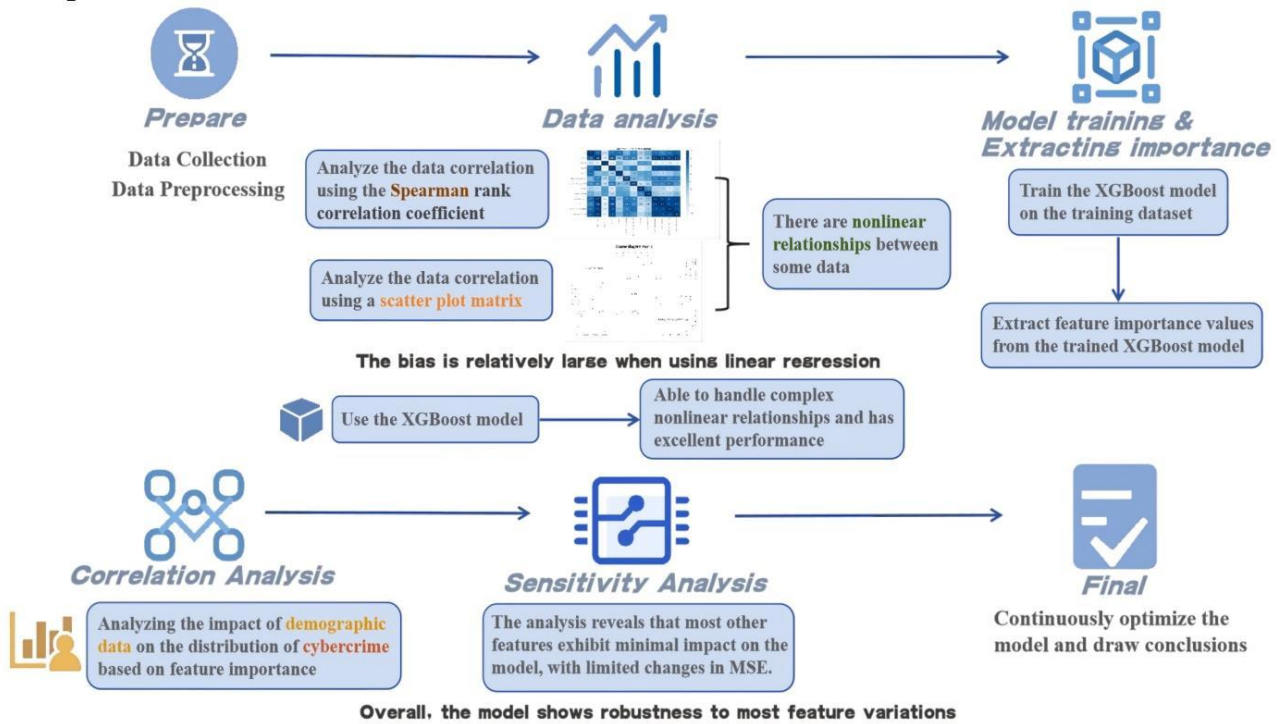 Prepare
Data Collection
Data Preprocessing
Data analysis
Analyze the data correlation
using the Spearman rank
correlation coefficient
Analyze the data correlation
using a scatter plot matrix
There are nonlinear
relationships between
some data
Model training &
Extracting importance
Train the XGBoost model
on the training dataset
Extract feature importance values
from the trained XGBoost model
The bias is relatively large when using linear regression
Use the XGBoost model
Able to handle complex
nonlinear relationships and has
excellent performance
Correlation Analysis
Analyzing the impact of demographic
data on the distribution of cybercrime
based on feature importance
Sensitivity Analysis
The analysis reveals that most other
features exhibit minimal impact on the
model, with limited changes in MSE.
Final
Continuously optimize the
model and draw conclusions
Overall, the model shows robustness to most feature variations